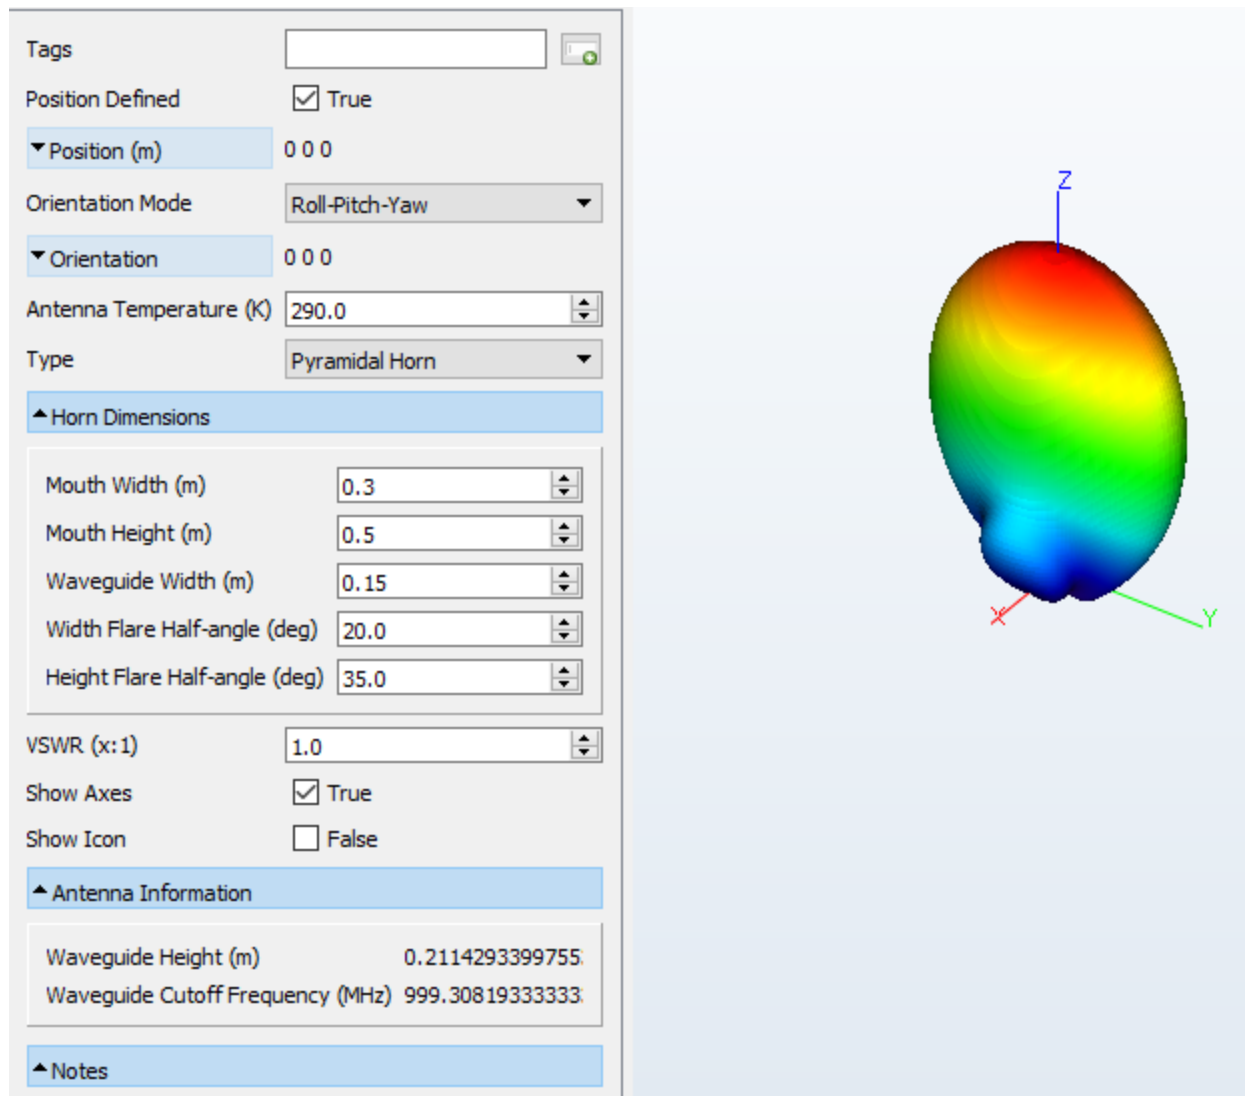 Tags
Position Defined True
Position (m) 0 0 0
Orientation Mode Roll-Pitch-Yaw
Orientation 0 0 0
Antenna Temperature (K) 290.0
Type Pyramidal Horn
Horn Dimensions
Mouth Width (m) 0.3
Mouth Height (m) 0.5
Waveguide Width (m) 0.15
Width Flare Half-angle (deg) 20.0
Height Flare Half-angle (deg) 35.0
VSWR (x:1) 1.0
Show Axes True
Show Icon False
Antenna Information
Waveguide Height (m) 0.2114293399755
Waveguide Cutoff Frequency (MHz) 999.30819333333
Notes
Z
X
Y